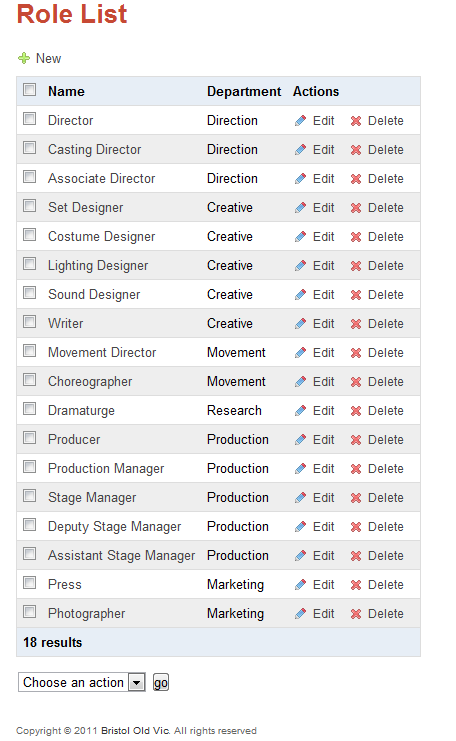 Role List
New
Name Department Actions
Director Direction Edit Delete
Casting Director Direction Edit Delete
Associate Director Direction Edit Delete
Set Designer Creative Edit Delete
Costume Designer Creative Edit Delete
Lighting Designer Creative Edit Delete
Sound Designer Creative Edit Delete
Writer Creative Edit Delete
Movement Director Movement Edit Delete
Choreographer Movement Edit Delete
Dramaturge Research Edit Delete
Producer Production Edit Delete
Production Manager Production Edit Delete
Stage Manager Production Edit Delete
Deputy Stage Manager Production Edit Delete
Assistant Stage Manager Production Edit Delete
Press Marketing Edit Delete
Photographer Marketing Edit Delete
18 results
Choose an action go
Copyright © 2011 Bristol Old Vic. All rights reserved